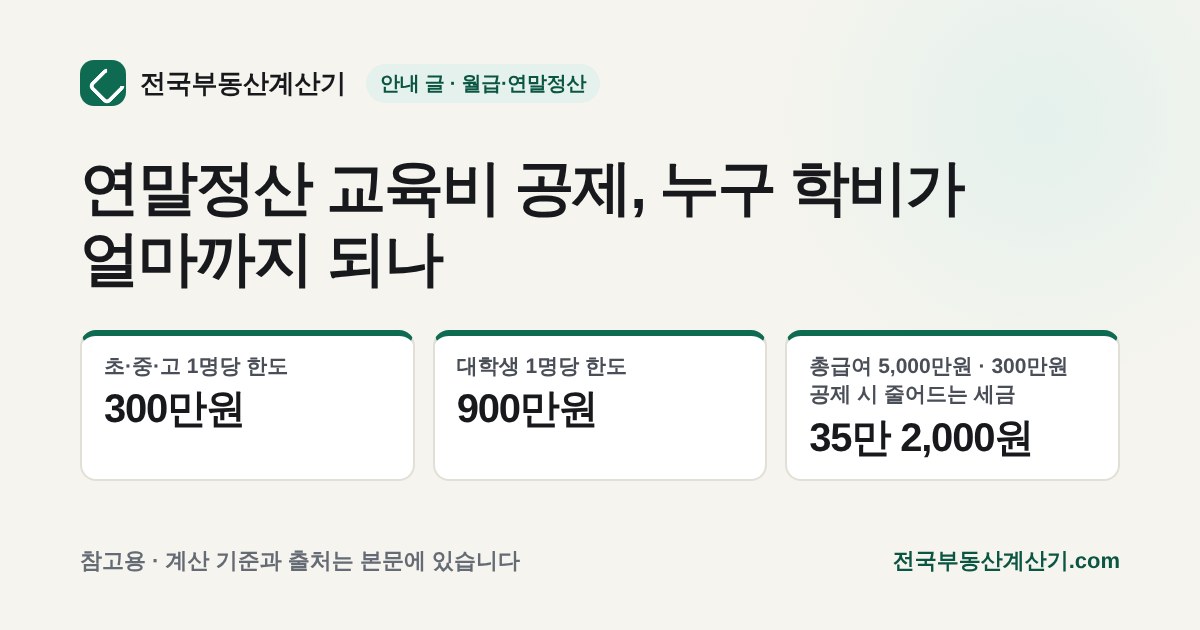 전국부동산계산기
안내 글 · 월급·연말정산
연말정산 교육비 공제, 누구 학비가
얼마까지 되나
초·중·고 1명당 한도
300만원
대학생 1명당 한도
900만원
총급여 5,000만원 · 300만원
공제 시 줄어드는 세금
35만 2,000원
참고용 · 계산 기준과 출처는 본문에 있습니다
전국부동산계산기.com